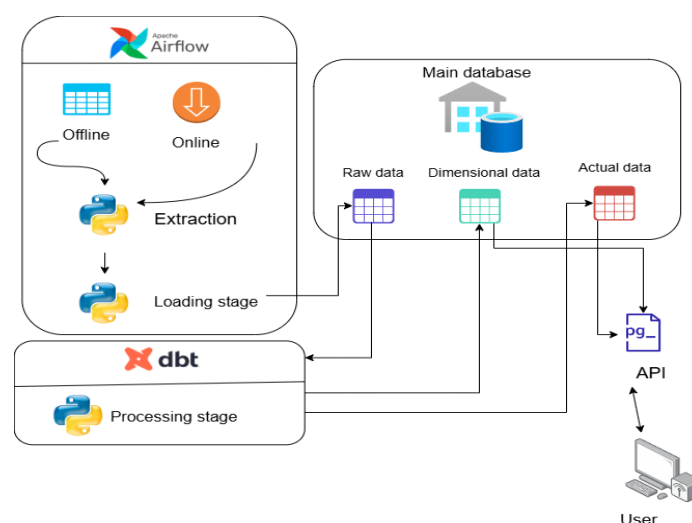 Apache
Airflow
Offline
Online
Extraction
Loading stage
Main database
Raw data
Dimensional data
Actual data
dbt
Processing stage
pg_
API
User